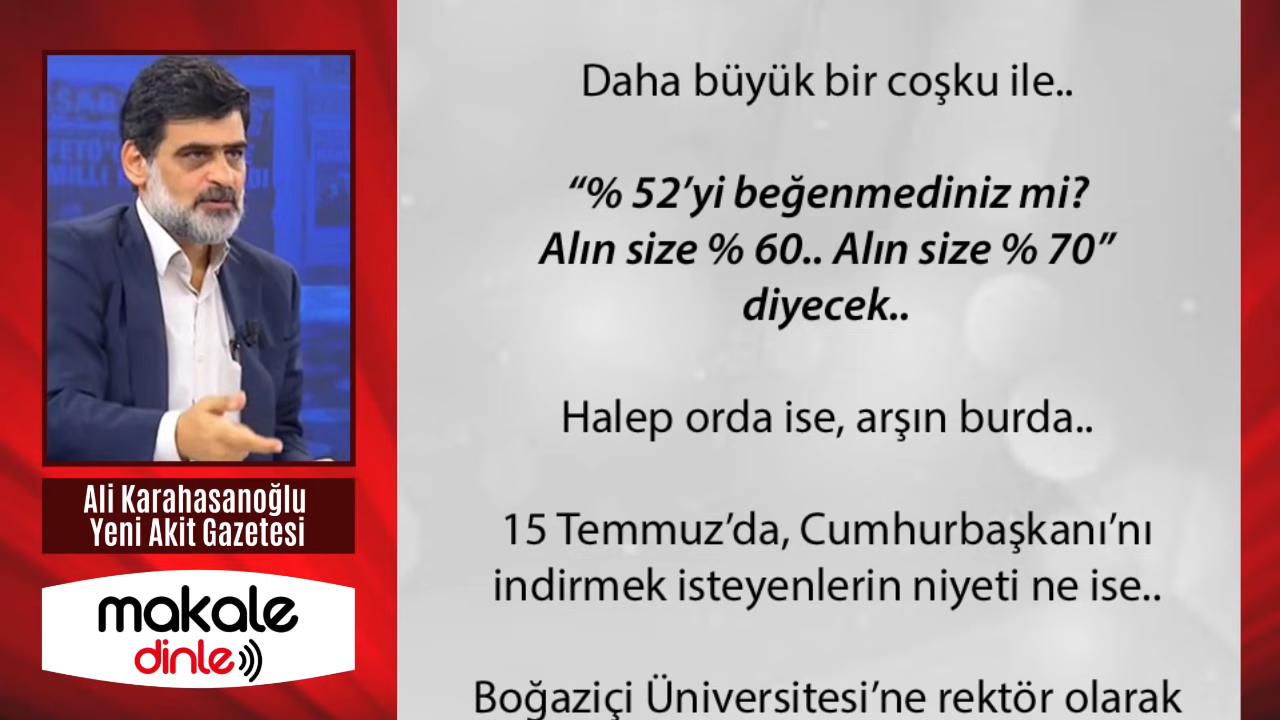 Daha büyük bir coşku ile..
“% 52’yi beğenmediniz mi?
Alın size % 60.. Alın size % 70”
diyecek..
Halep orda ise, arşın burda..
15 Temmuz’da, Cumhurbaşkanı’nı
indirmek isteyenlerin niyeti ne ise..
Boğaziçi Üniversitesi’ne rektör olarak
Ali Karahasanoğlu
Yeni Akit Gazetesi
makale
dinle